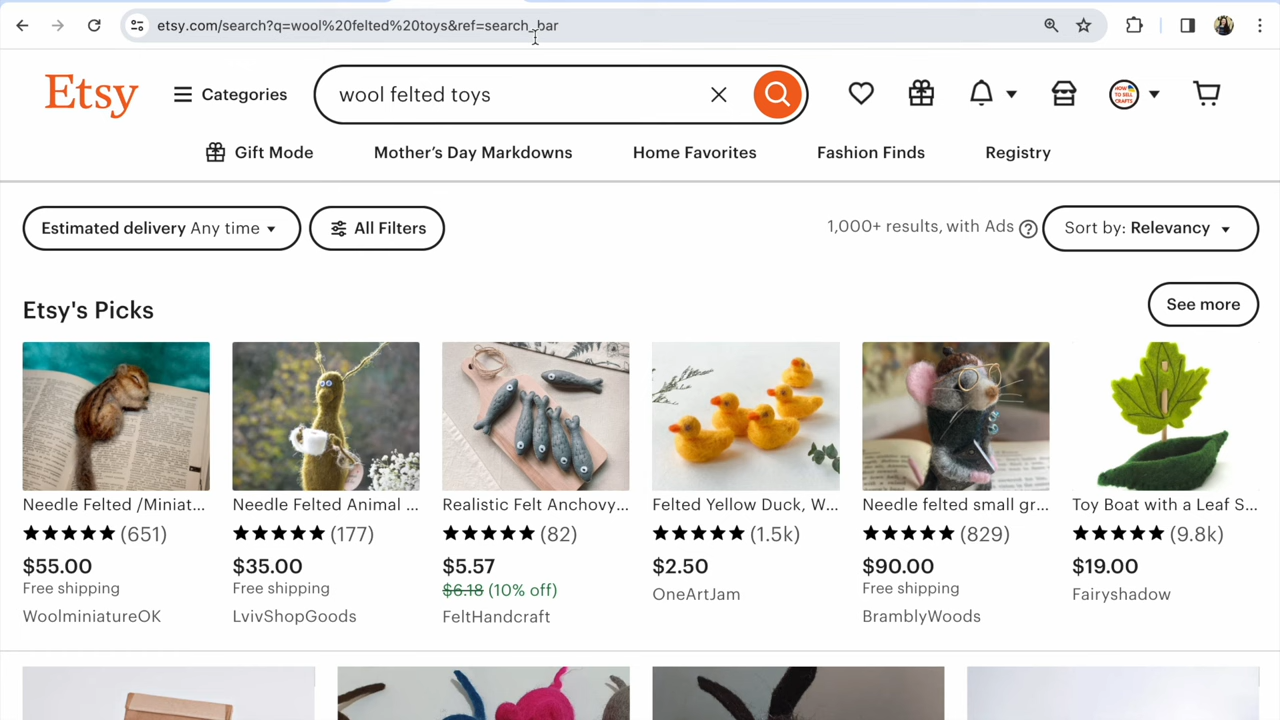 etsy.com/search?q=wool%20felted%20toys&ref=search_bar
Etsy
Categories
wool felted toys
HOW TO SELL CRAFTS
Gift Mode
Mother's Day Markdowns
Home Favorites
Fashion Finds
Registry
Estimated delivery Any time
All Filters
1,000+ results, with Ads
Sort by: Relevancy
Etsy's Picks
See more
Needle Felted /Miniat...
(651)
$55.00
Free shipping
WoolminiatureOK
Needle Felted Animal ...
(177)
$35.00
Free shipping
LvivShopGoods
Realistic Felt Anchovy...
(82)
$5.57
$6.18 (10% off)
FeltHandcraft
Felted Yellow Duck, W...
(1.5k)
$2.50
OneArtJam
Needle felted small gr...
(829)
$90.00
Free shipping
BramblyWoods
Toy Boat with a Leaf S...
(9.8k)
$19.00
Fairyshadow